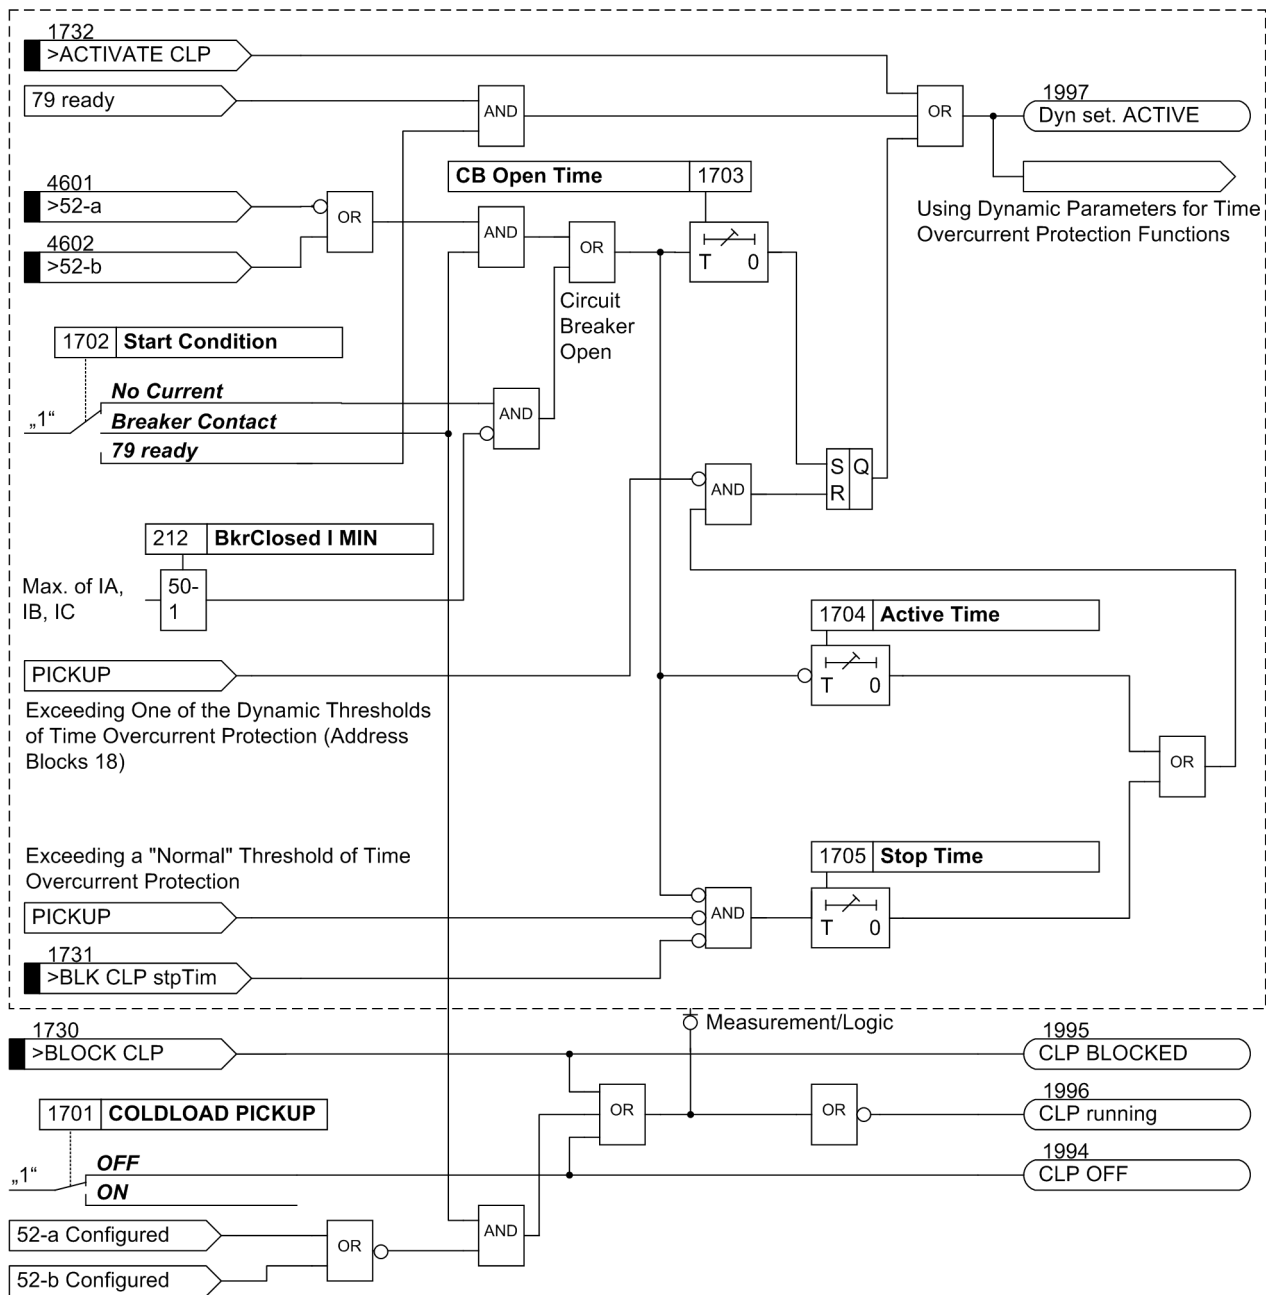 1732
>ACTIVATE CLP
79 ready
AND
OR
1997
Dyn set. ACTIVE
Using Dynamic Parameters for Time
Overcurrent Protection Functions
4601
>52-a
4602
>52-b
OR
AND
OR
CB Open Time 1703
T 0
Circuit
Breaker
Open
1702 Start Condition
No Current
„1“
Breaker Contact
79 ready
AND
AND
S Q
R
212 BkrClosed I MIN
Max. of IA,
IB, IC
50-
1
1704 Active Time
T 0
PICKUP
Exceeding One of the Dynamic Thresholds
of Time Overcurrent Protection (Address
Blocks 18)
OR
Exceeding a "Normal" Threshold of Time
Overcurrent Protection
1705 Stop Time
T 0
PICKUP
AND
1731
>BLK CLP stpTim
Measurement/Logic
1730
>BLOCK CLP
1995
CLP BLOCKED
1701 COLDLOAD PICKUP
OR
OR
1996
CLP running
„1“
OFF
ON
1994
CLP OFF
52-a Configured
52-b Configured
OR
AND